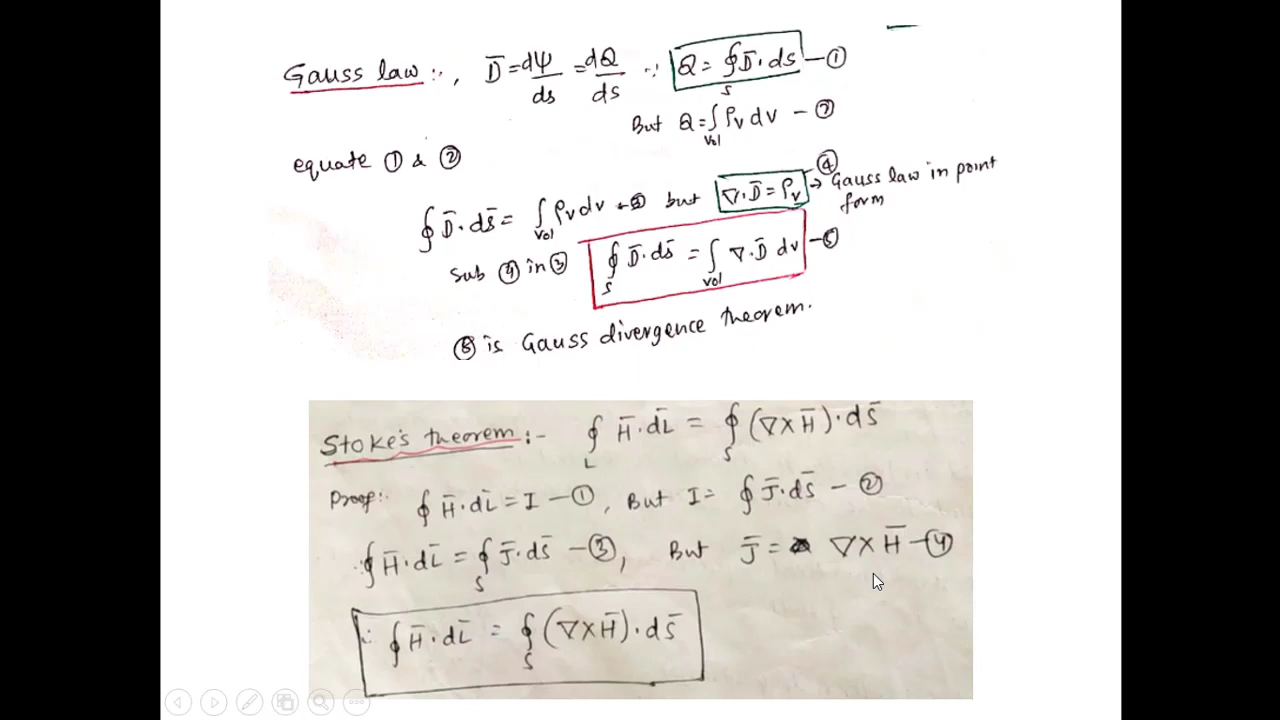 Gauss law :-, D̄ = dψ/ds = dQ/ds ∵ Q = ∮s D̄·ds — ①
But Q = ∫vol ρv dv — ②
equate ① & ②
∮ D̄·ds̄ = ∫vol ρv dv — ③ but ∇·D̄ = ρv — ④ → Gauss law in point form
Sub ④ in ③ ∮s D̄·ds̄ = ∫vol ∇·D̄ dv — ⑤
⑤ is Gauss divergence theorem.
Stoke's theorem :- ∮L H̄·dL̄ = ∮s (∇×H̄)·dS̄
Proof:- ∮ H̄·dL̄ = I — ①, But I = ∮ J̄·dS̄ — ②
∮ H̄·dL̄ = ∮s J̄·dS̄ — ③, But J̄ = ∇×H̄ — ④
∴ ∮ H̄·dL̄ = ∮s (∇×H̄)·dS̄